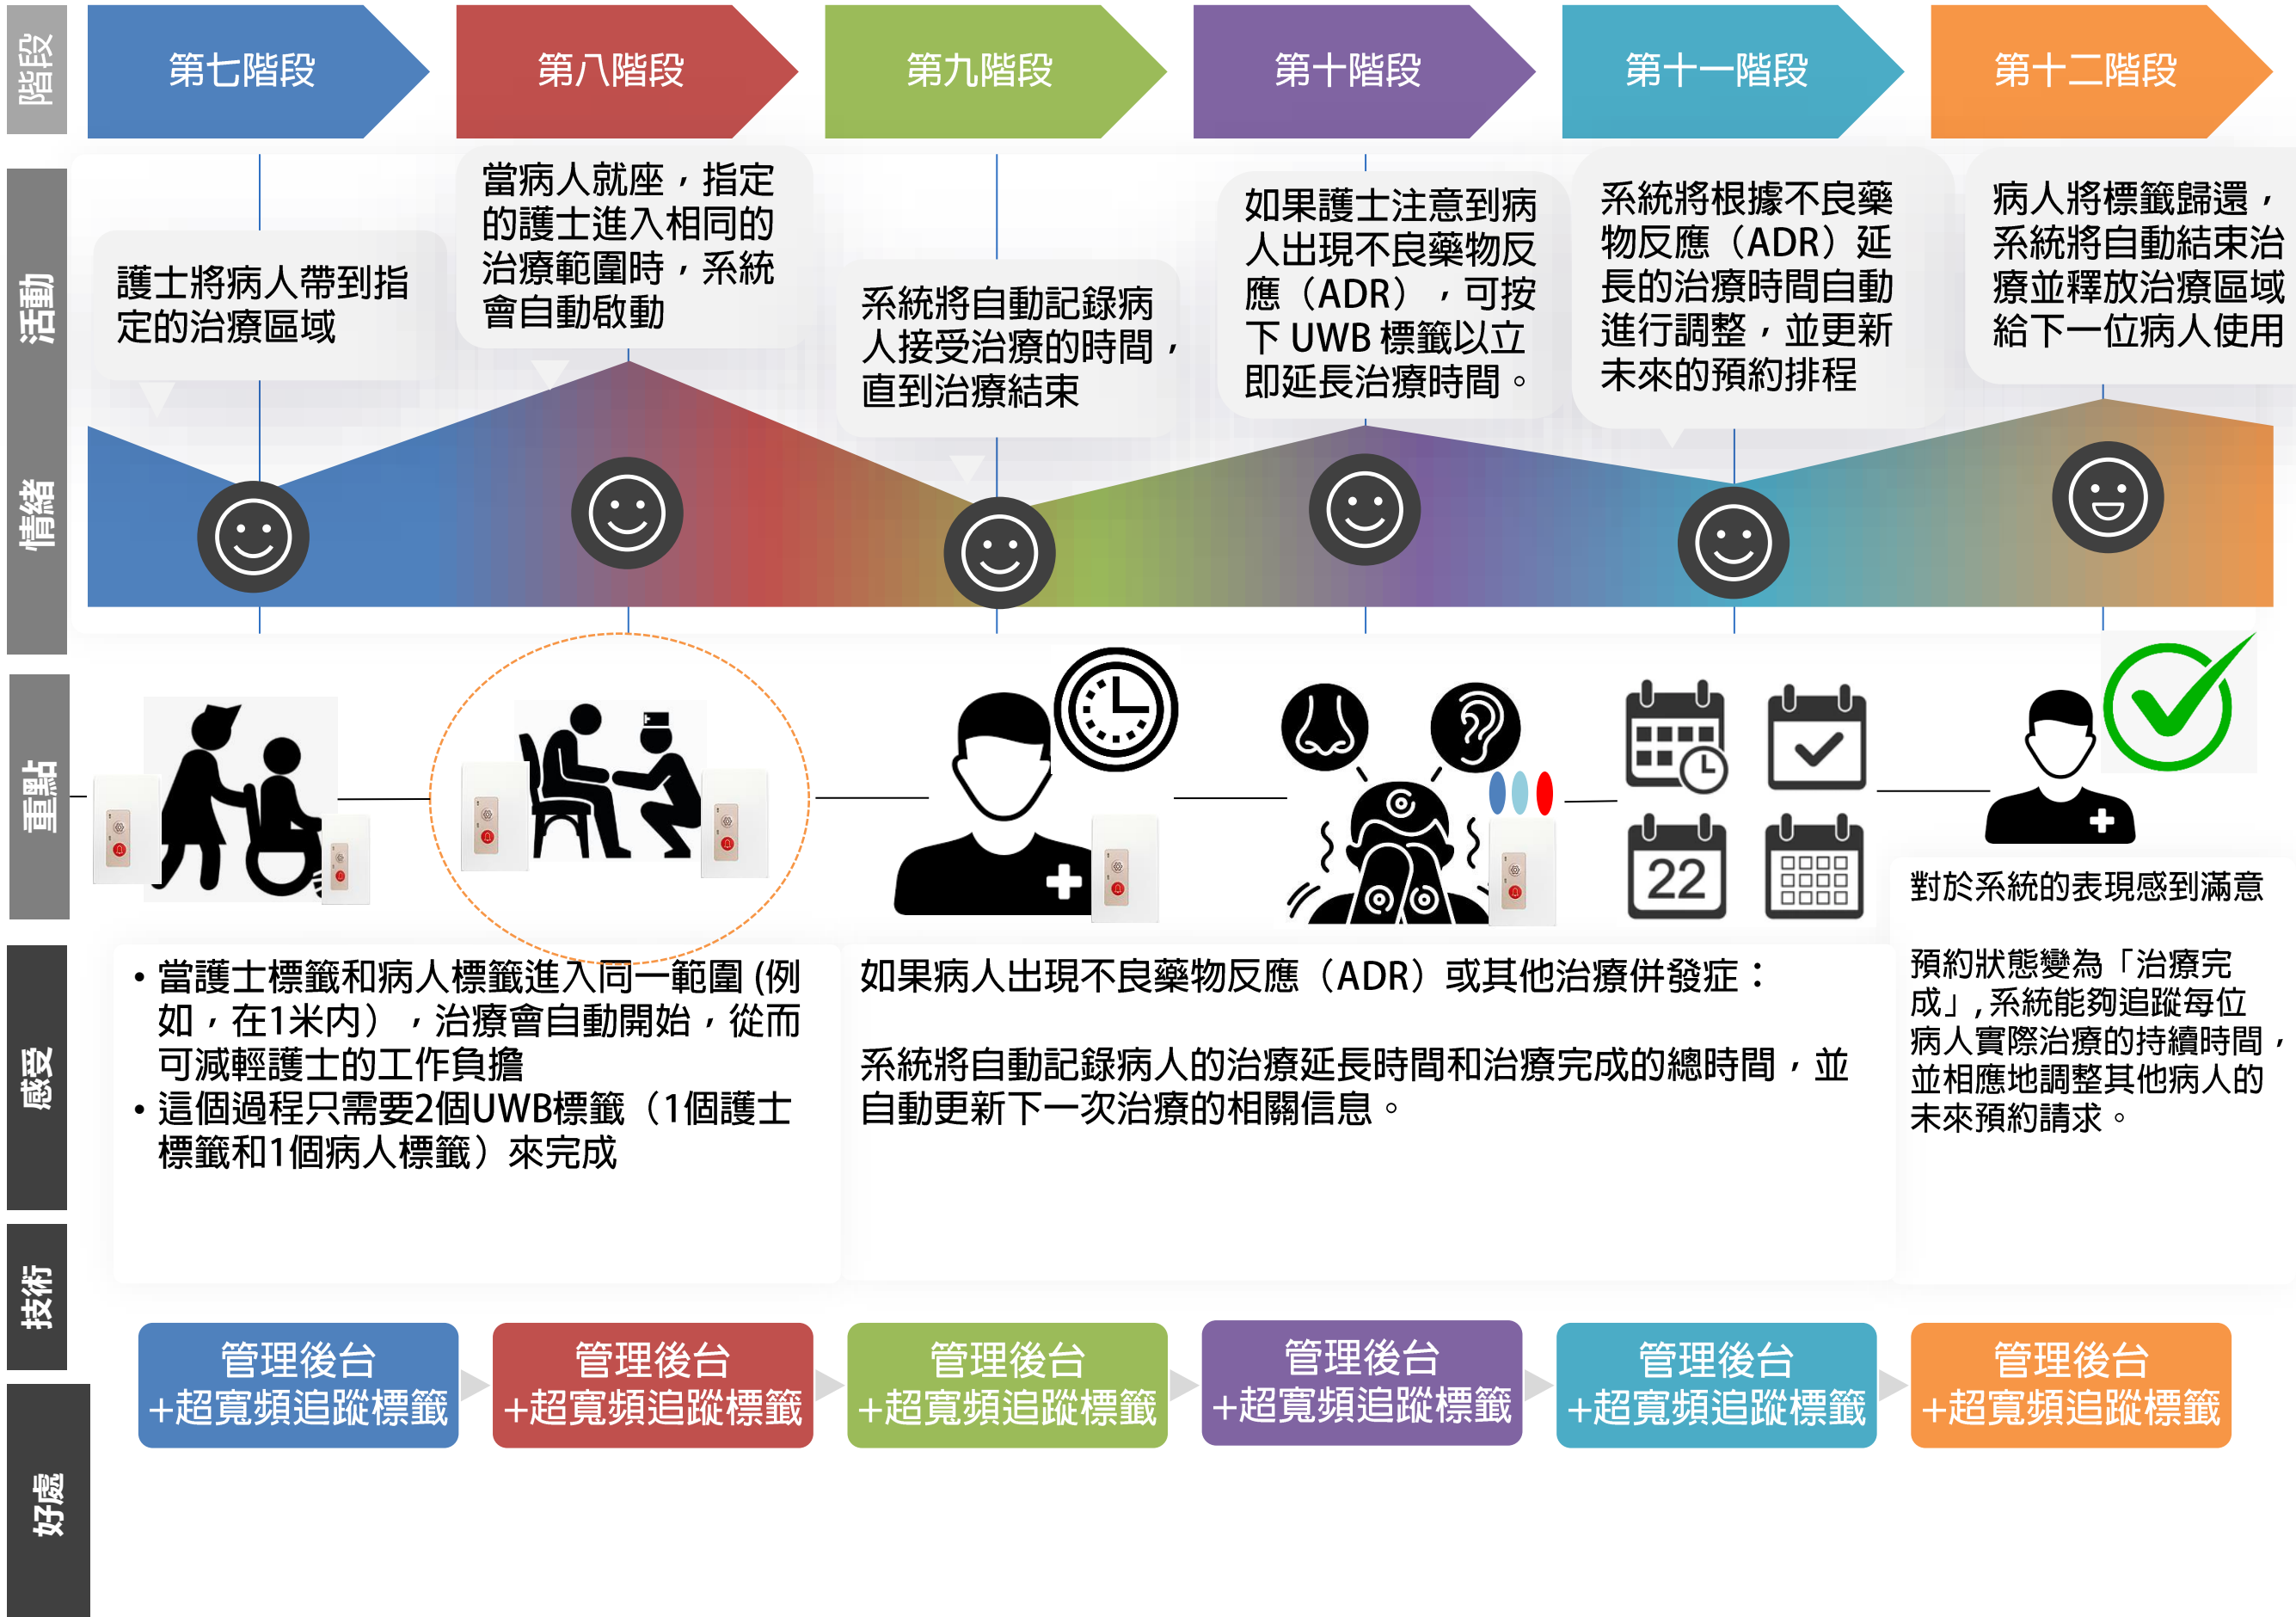 階段
第七階段
第八階段
第九階段
第十階段
第十一階段
第十二階段
活動
護士將病人帶到指
定的治療區域
當病人就座，指定
的護士進入相同的
治療範圍時，系統
會自動啟動
系統將自動記錄病
人接受治療的時間，
直到治療結束
如果護士注意到病
人出現不良藥物反
應（ADR），可按
下 UWB 標籤以立
即延長治療時間。
系統將根據不良藥
物反應（ADR）延
長的治療時間自動
進行調整，並更新
未來的預約排程
病人將標籤歸還，
系統將自動結束治
療並釋放治療區域
給下一位病人使用
情緒
重點
22
感受
• 當護士標籤和病人標籤進入同一範圍 (例
如，在1米内），治療會自動開始，從而
可減輕護士的工作負擔
• 這個過程只需要2個UWB標籤（1個護士
標籤和1個病人標籤）來完成
如果病人出現不良藥物反應（ADR）或其他治療併發症：
系統將自動記錄病人的治療延長時間和治療完成的總時間，並
自動更新下一次治療的相關信息。
對於系統的表現感到滿意
預約狀態變為「治療完
成」, 系統能夠追蹤每位
病人實際治療的持續時間，
並相應地調整其他病人的
未來預約請求。
技術
管理後台
+超寬頻追蹤標籤
管理後台
+超寬頻追蹤標籤
管理後台
+超寬頻追蹤標籤
管理後台
+超寬頻追蹤標籤
管理後台
+超寬頻追蹤標籤
管理後台
+超寬頻追蹤標籤
好處